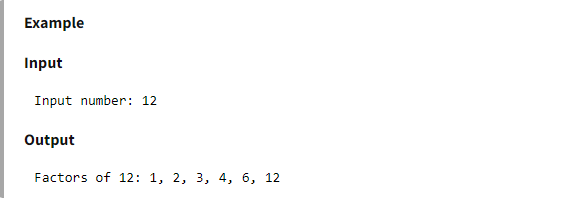 Example
Input
Input number: 12
Output
Factors of 12: 1, 2, 3, 4, 6, 12